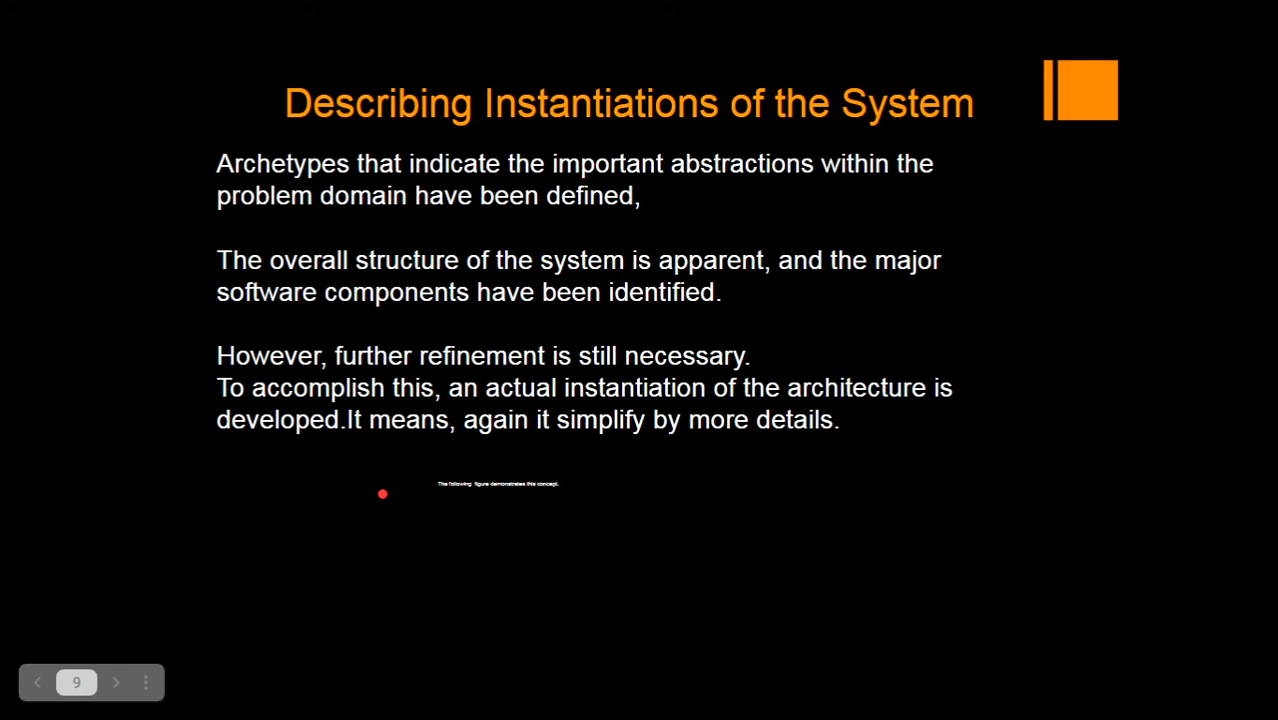 Describing Instantiations of the System
Archetypes that indicate the important abstractions within the
problem domain have been defined,
The overall structure of the system is apparent, and the major
software components have been identified.
However, further refinement is still necessary.
To accomplish this, an actual instantiation of the architecture is
developed.It means, again it simplify by more details.
The following figure demonstrates this concept.
9